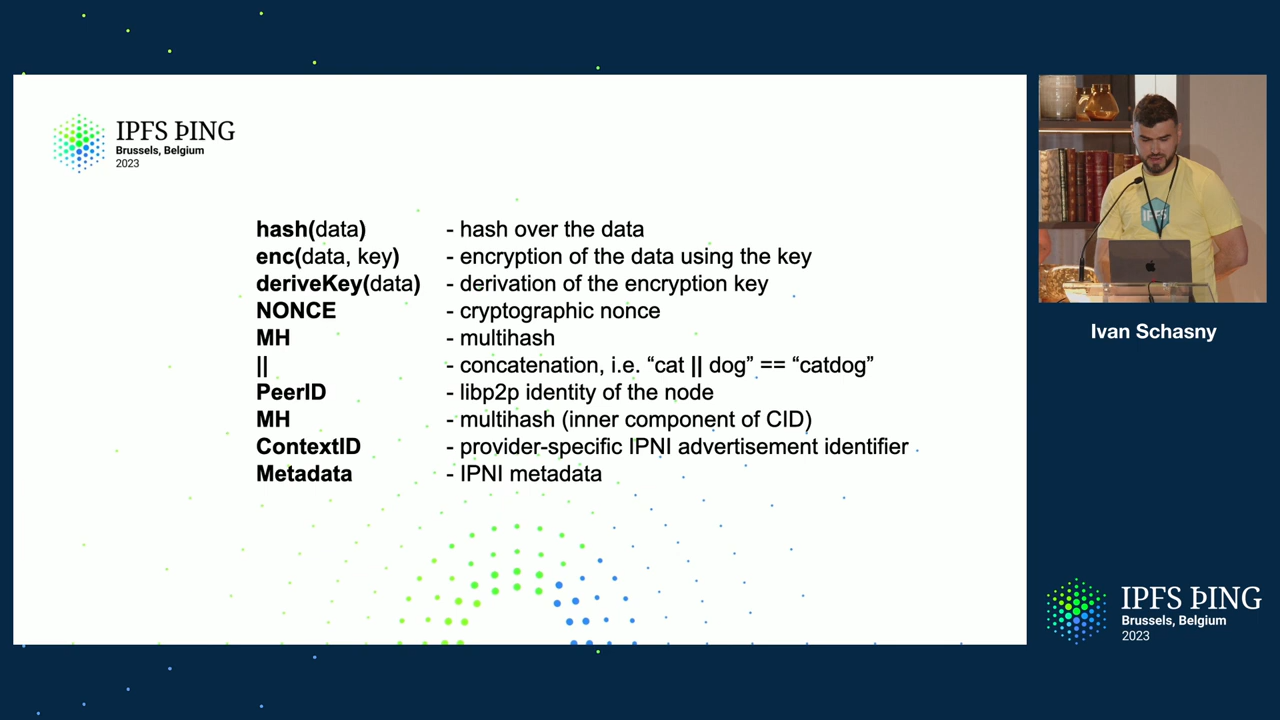 IPFS ÞING
Brussels, Belgium
2023
hash(data) - hash over the data
enc(data, key) - encryption of the data using the key
deriveKey(data) - derivation of the encryption key
NONCE - cryptographic nonce
MH - multihash
|| - concatenation, i.e. “cat || dog” == “catdog”
PeerID - libp2p identity of the node
MH - multihash (inner component of CID)
ContextID - provider-specific IPNI advertisement identifier
Metadata - IPNI metadata
IPFS
Ivan Schasny
IPFS ÞING
Brussels, Belgium
2023